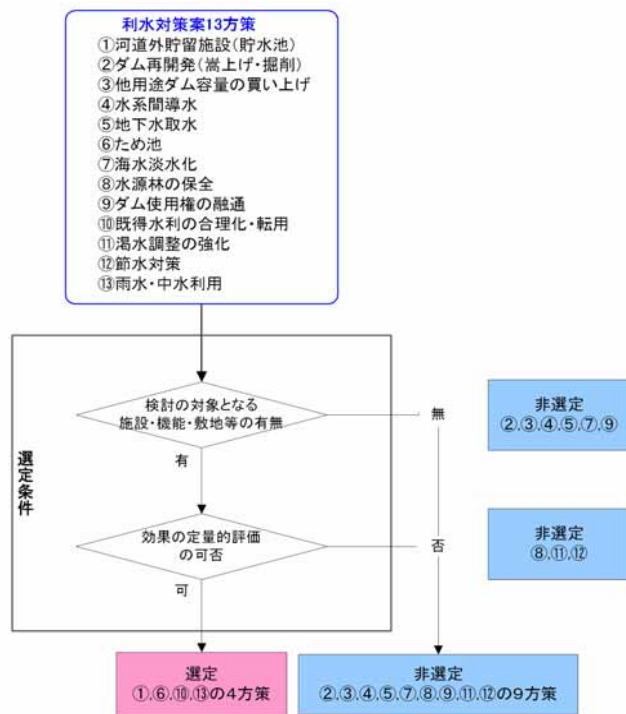 利水対策案13方策
①河道外貯留施設(貯水池)
②ダム再開発(嵩上げ・掘削)
③他用途ダム容量の買い上げ
④水系間導水
⑤地下水取水
⑥ため池
⑦海水淡水化
⑧水源林の保全
⑨ダム使用権の融通
⑩既得水利の合理化・転用
⑪渇水調整の強化
⑫節水対策
⑬雨水・中水利用
選定条件
検討の対象となる
施設・機能・敷地等の有無
無
非選定
②.③.④.⑤.⑦.⑨
有
効果の定量的評価
の可否
否
非選定
⑧.⑪.⑫
可
選定
①.⑥.⑩.⑬の4方策
非選定
②.③.④.⑤.⑦.⑧.⑨.⑪.⑫の9方策